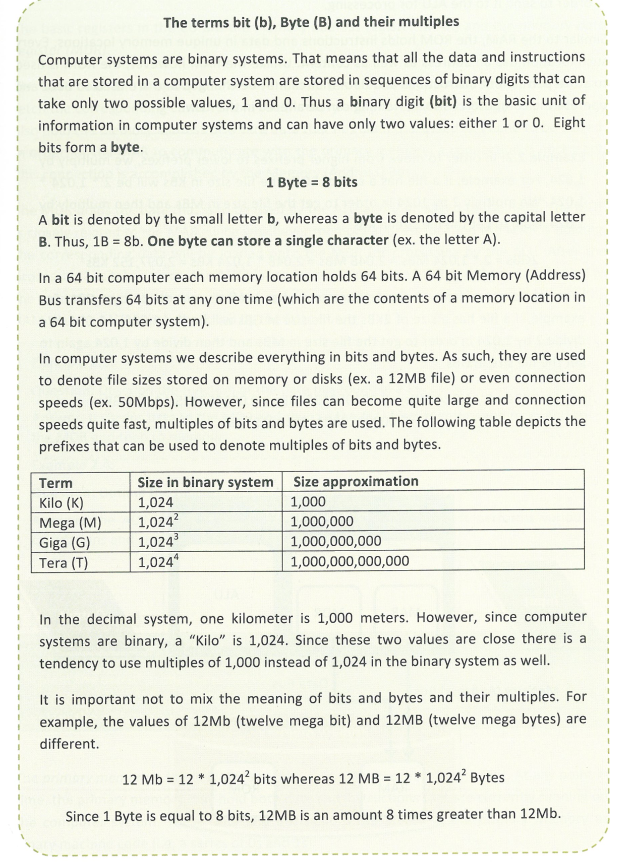 The terms bit (b), Byte (B) and their multiples
Computer systems are binary systems. That means that all the data and instructions
that are stored in a computer system are stored in sequences of binary digits that can
take only two possible values, 1 and 0. Thus a binary digit (bit) is the basic unit of
information in computer systems and can have only two values: either 1 or 0. Eight
bits form a byte.
1 Byte = 8 bits
A bit is denoted by the small letter b, whereas a byte is denoted by the capital letter
B. Thus, 1B = 8b. One byte can store a single character (ex. the letter A).
In a 64 bit computer each memory location holds 64 bits. A 64 bit Memory (Address)
Bus transfers 64 bits at any one time (which are the contents of a memory location in
a 64 bit computer system).
In computer systems we describe everything in bits and bytes. As such, they are used
to denote file sizes stored on memory or disks (ex. a 12MB file) or even connection
speeds (ex. 50Mbps). However, since files can become quite large and connection
speeds quite fast, multiples of bits and bytes are used. The following table depicts the
prefixes that can be used to denote multiples of bits and bytes.
Term Size in binary system Size approximation
Kilo (K) 1,024 1,000
Mega (M) 1,024² 1,000,000
Giga (G) 1,024³ 1,000,000,000
Tera (T) 1,024⁴ 1,000,000,000,000
In the decimal system, one kilometer is 1,000 meters. However, since computer
systems are binary, a “Kilo” is 1,024. Since these two values are close there is a
tendency to use multiples of 1,000 instead of 1,024 in the binary system as well.
It is important not to mix the meaning of bits and bytes and their multiples. For
example, the values of 12Mb (twelve mega bit) and 12MB (twelve mega bytes) are
different.
12 Mb = 12 * 1,024² bits whereas 12 MB = 12 * 1,024² Bytes
Since 1 Byte is equal to 8 bits, 12MB is an amount 8 times greater than 12Mb.